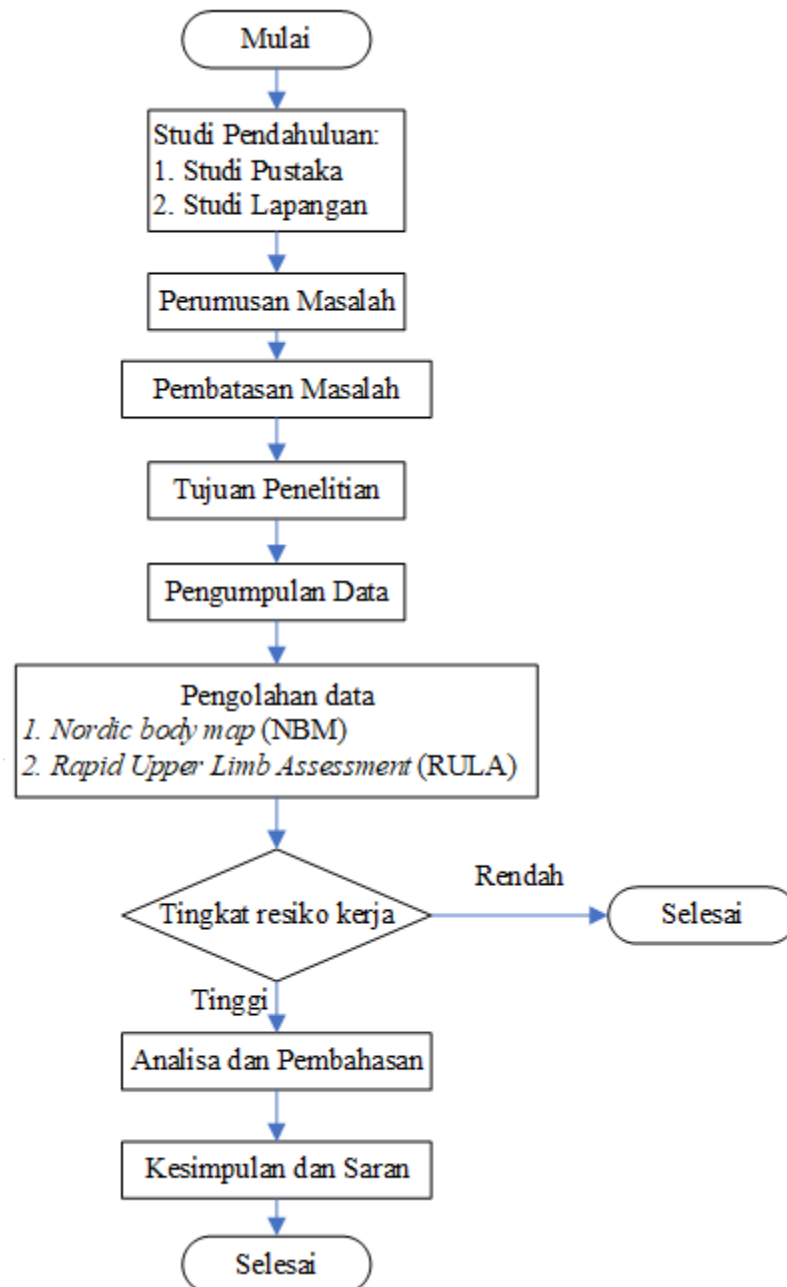 Mulai
Studi Pendahuluan:
1. Studi Pustaka
2. Studi Lapangan
Perumusan Masalah
Pembatasan Masalah
Tujuan Penelitian
Pengumpulan Data
Pengolahan data
1. Nordic body map (NBM)
2. Rapid Upper Limb Assessment (RULA)
Tingkat resiko kerja
Rendah
Selesai
Tinggi
Analisa dan Pembahasan
Kesimpulan dan Saran
Selesai